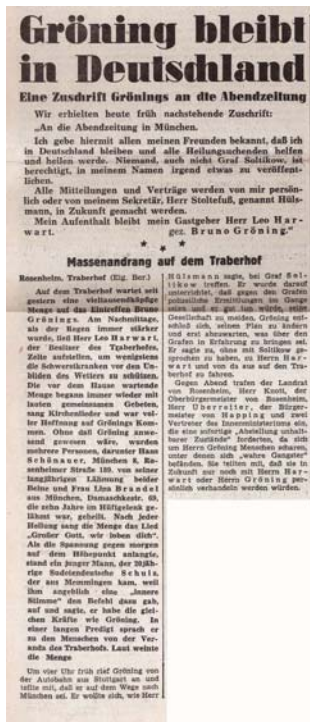 Gröning bleibt
in Deutschland
Eine Zuschrift Grönings an die Abendzeitung
Wir erhielten heute früh nachstehende Zuschrift:
„An die Abendzeitung in München.
Ich gebe hiermit allen meinen Freunden bekannt, daß ich
in Deutschland bleiben und alle Heilungsuchenden helfen
und heilen werde. Niemand, auch nicht Graf Soltikow, ist
berechtigt, in meinem Namen irgend etwas zu veröffent-
lichen.
Alle Mitteilungen und Verträge werden von mir persön-
lich oder von meinem Sekretär, Herr Stoltefuß, genannt Hüls-
mann, in Zukunft gemacht werden.
Mein Aufenthalt bleibt mein Gastgeber Herr Leo Har-
wart. gez. Bruno Gröning.“
Massenandrang auf dem Traberhof
Rosenheim, Traberhof (Eig. Ber.)
Auf dem Traberhof wartet seit
gestern eine vieltausendköpfige
Menge auf das Eintreffen Bruno
Grönings. Am Nachmittage,
als der Regen immer stärker
wurde, ließ Herr Leo Harwart,
der Besitzer des Traberhofes,
Zelte aufstellen, um wenigstens
die Schwerstkranken vor den Un-
bilden des Wetters zu schützen.
Die vor dem Hause wartende
Menge begann immer wieder mit
lauten gemeinsamen Gebeten,
sang Kirchenlieder und war vol-
ler Hoffnung auf Grönings Kom-
men. Ohne daß Gröning anwe-
send gewesen wäre, wurden
mehrere Personen, darunter Hans
Schönauer, München 8, Ro-
senheimer Straße 189, von seiner
langjährigen Lähmung beider
Beine und Frau Lisa Brandel
aus München, Damaschkestr. 69,
die zehn Jahre im Hüftgelenk ge-
lähmt war, geheilt. Nach jeder
Heilung sang die Menge das Lied
„Großer Gott, wir loben dich“.
Als die Spannung gegen morgen
auf dem Höhepunkt anlangte,
stand ein junger Mann, der 20jäh-
rige Sudetendeutsche Schulz,
der aus Memmingen kam, weil
ihm angeblich eine „innere
Stimme“ den Befehl dazu gab,
auf und sagte, er habe die glei-
chen Kräfte wie Gröning. In
einer langen Predigt sprach er
zu den Menschen von der Ver-
anda des Traberhofs. Laut weinte
die Menge
Um vier Uhr früh rief Gröning von
der Autobahn aus Stuttgart an und
teilte mit, daß er auf dem Wege nach
München sei. Er wollte sich, wie Herr
Hülsmann sagte, bei Graf Sol-
tikow treffen. Er wurde darauf
unterrichtet, daß gegen den Grafen
polizeiliche Ermittlungen im Gange
seien und er gut tun würde, seine
Gesellschaft zu meiden. Gröning ent-
schloß sich, seinen Plan zu ändern
und erst abzuwarten, was über den
Grafen in Erfahrung zu bringen sei.
Er sagte zu, ohne mit Soltikow ge-
sprochen zu haben, zu Herrn Har-
wart und von da aus auf den Tra-
berhof zu fahren.
Gegen Abend trafen der Landrat
von Rosenheim, Herr Knott, der
Oberbürgermeister von Rosenheim,
Herr Überreiter, der Bürger-
meister von Happing und zwei
Vertreter des Innenministeriums ein,
die eine sofortige „Abstellung unhalt-
barer Zustände“ forderten, da sich
um Herrn Gröning Menschen scharen,
unter denen sich „wahre Gangster“
befänden. Sie teilten mit, daß sie in
Zukunft nur noch mit Herrn Har-
wart oder Herrn Gröning per-
sönlich verhandeln werden würden.